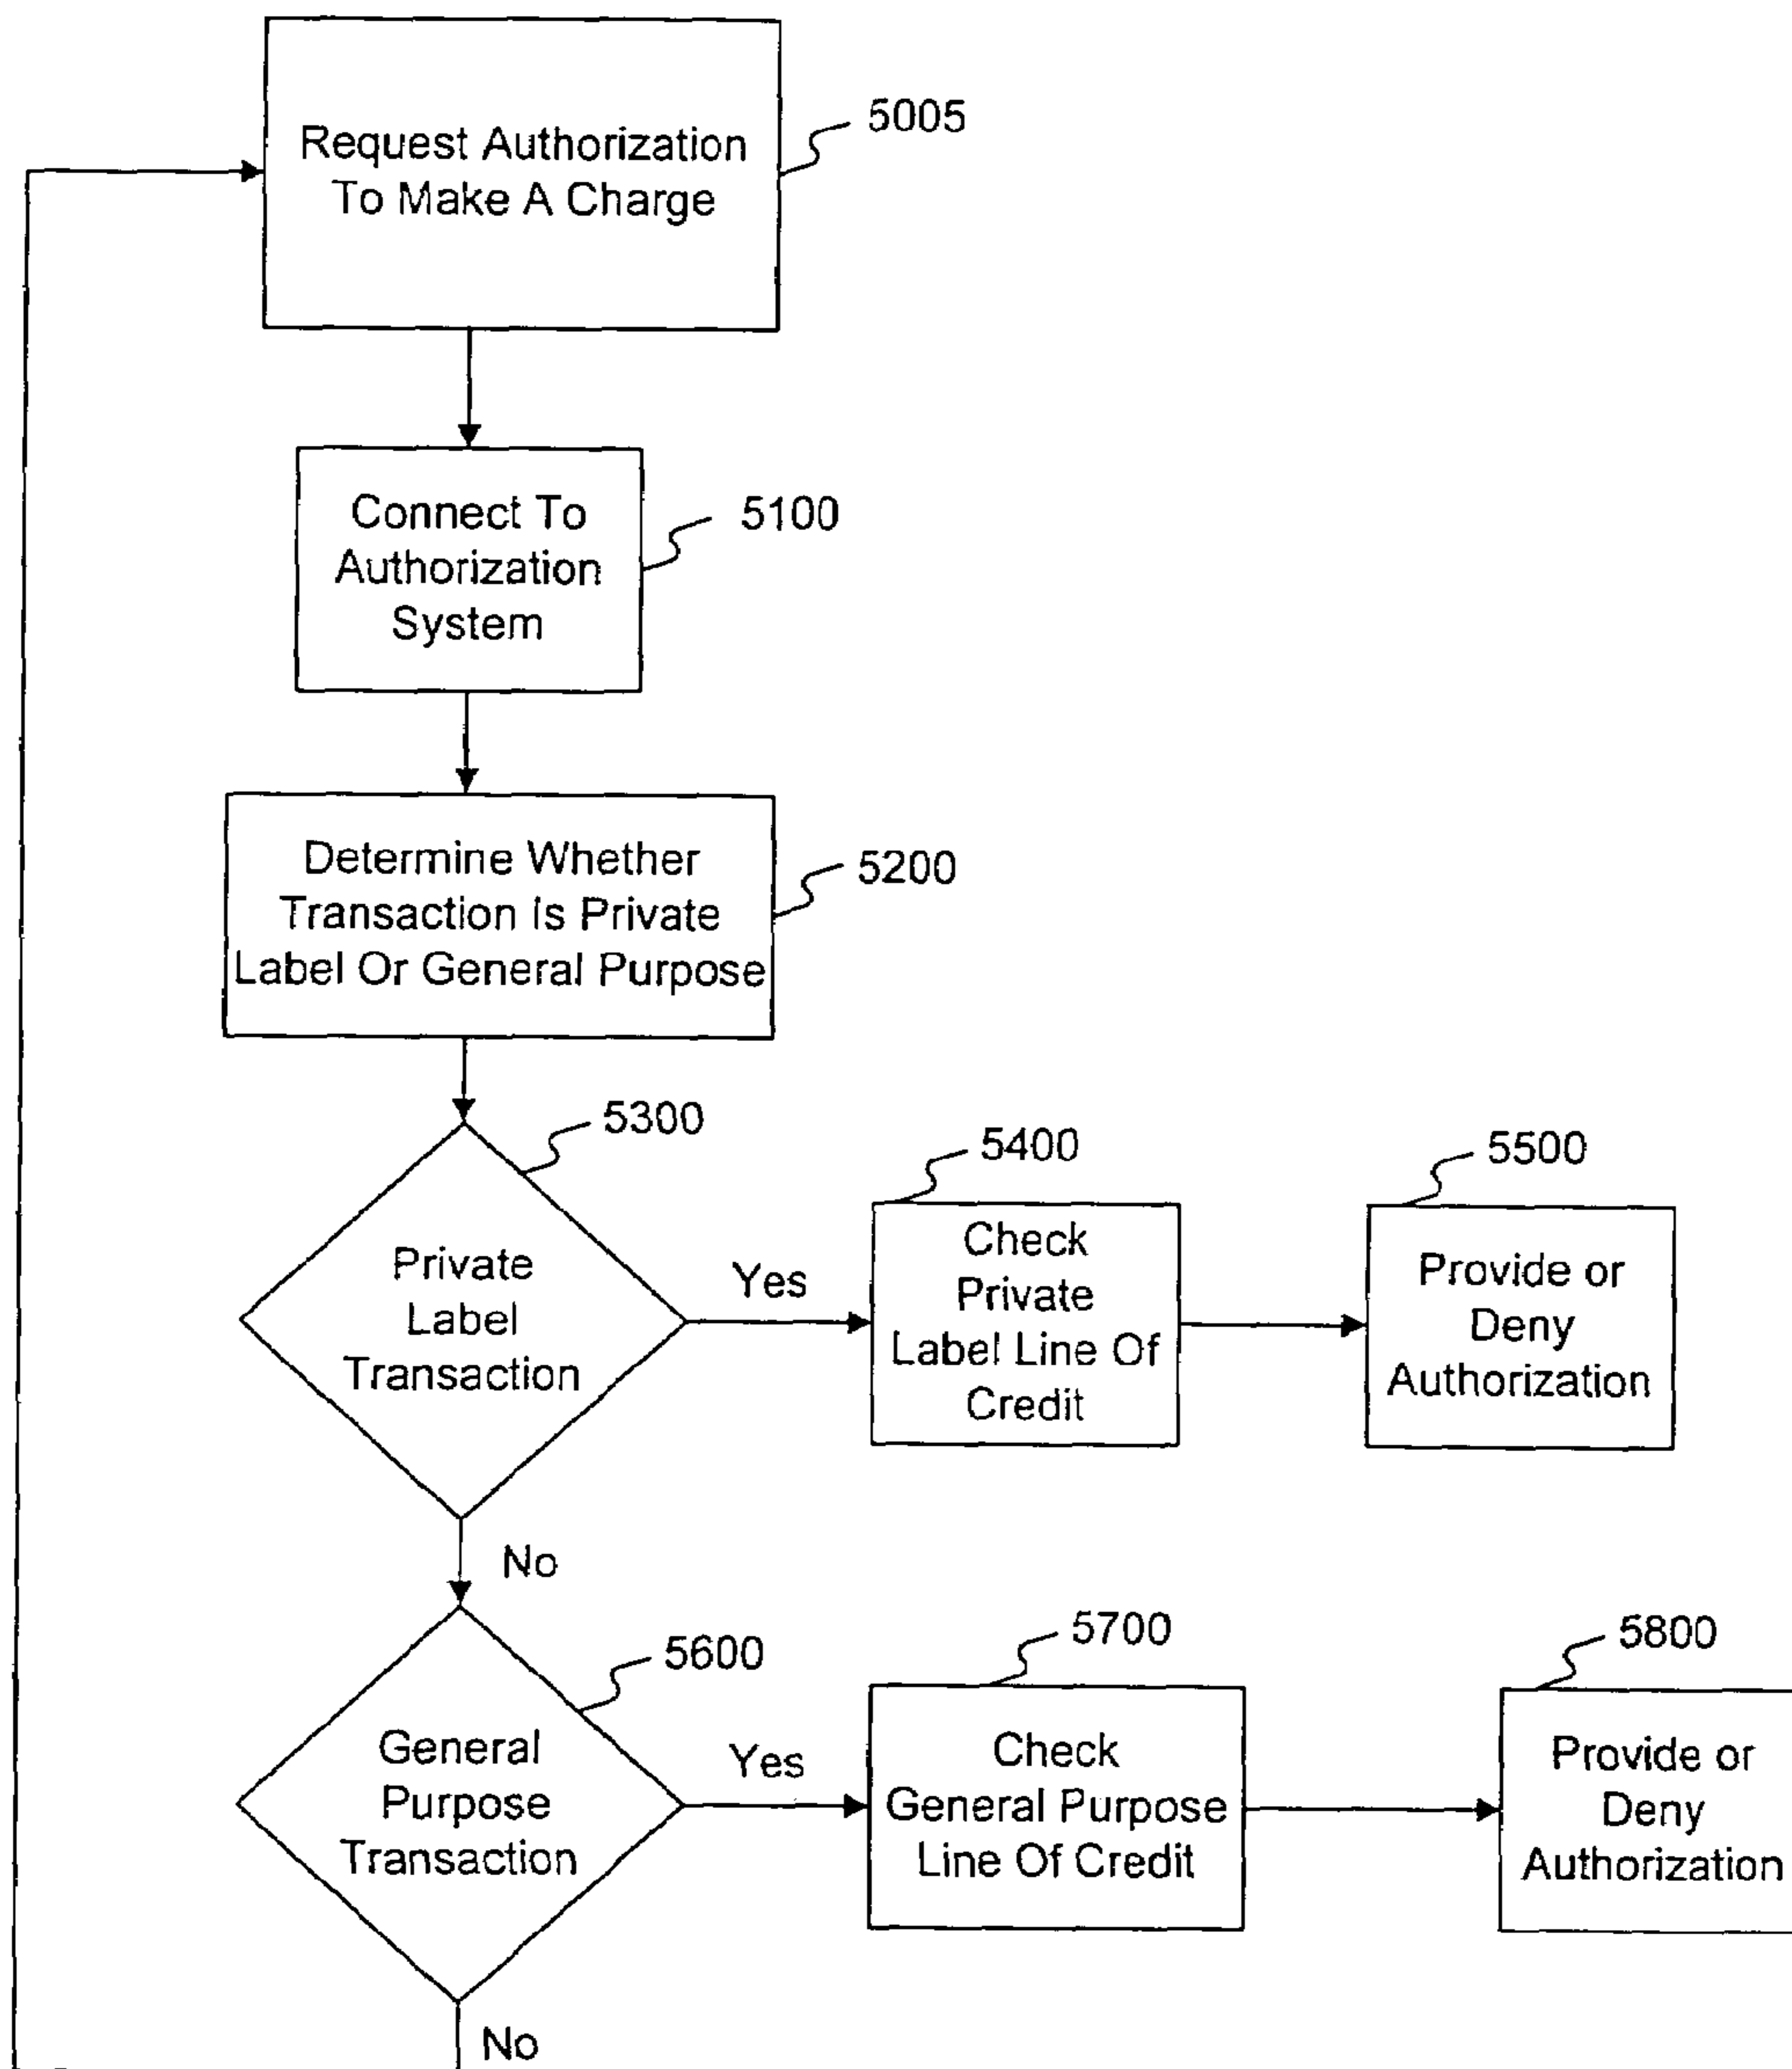 Request Authorization
To Make A Charge
5005
Connect To
Authorization
System
5100
Determine Whether
Transaction Is Private
Label Or General Purpose
5200
Private
Label
Transaction
5300
Yes
Check
Private
Label Line Of
Credit
5400
Provide or
Deny
Authorization
5500
No
General
Purpose
Transaction
5600
Yes
Check
General Purpose
Line Of Credit
5700
Provide or
Deny
Authorization
5800
No